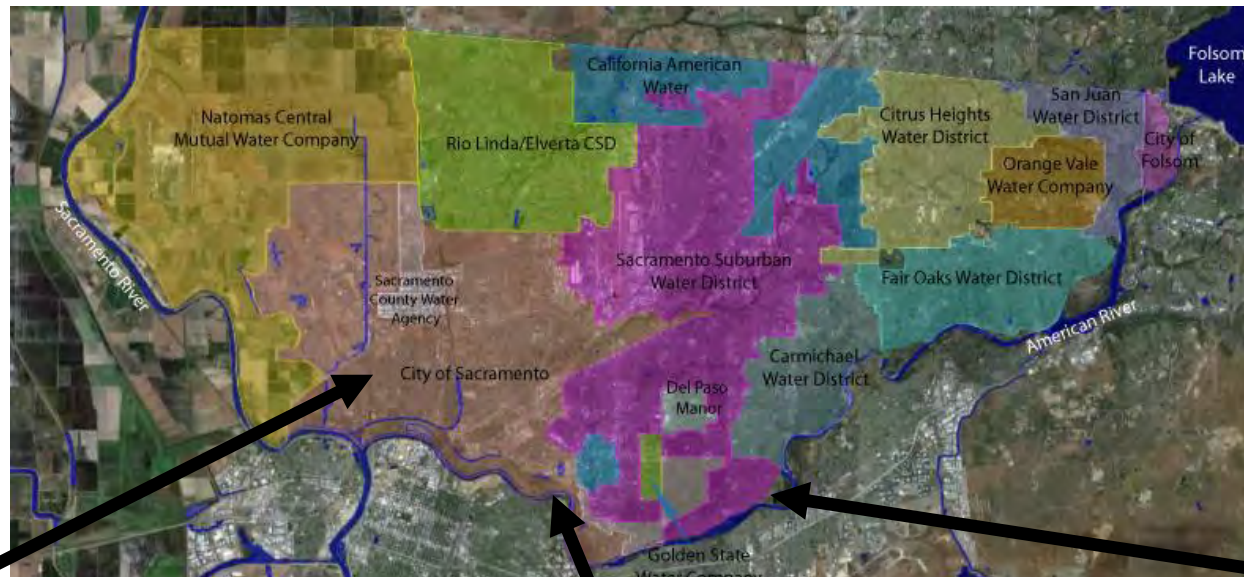 Folsom
Lake
California American
Water
San Juan
Water District
Natomas Central
Mutual Water Company
Rio Linda/Elverta CSD
Citrus Heights
Water District
City of
Folsom
Orange Vale
Water Company
Sacramento River
Sacramento Suburban
Water District
Fair Oaks Water District
Sacramento
County Water
Agency
American River
Carmichael
Water District
City of Sacramento
Del Paso
Manor
Golden State
Water Company